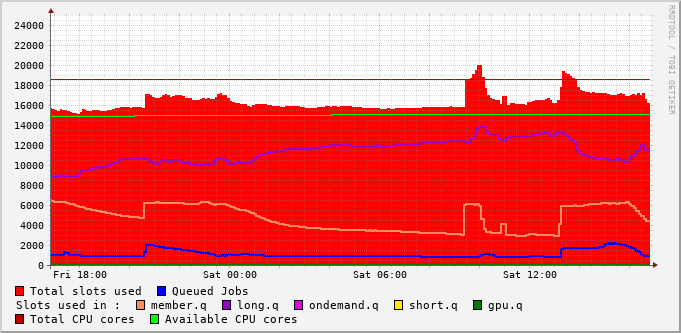 24000
22000
20000
18000
16000
14000
12000
10000
8000
6000
4000
2000
0
Fri 18:00 Sat 00:00 Sat 06:00 Sat 12:00
RRDTOOL / TOBI OETIKER
Total slots used Queued Jobs
Slots used in : member.q long.q ondemand.q short.q gpu.q
Total CPU cores Available CPU cores